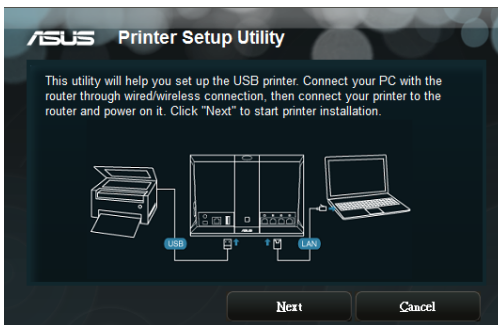 ASUS Printer Setup Utility
This utility will help you set up the USB printer. Connect your PC with the
router through wired/wireless connection, then connect your printer to the
router and power on it. Click "Next" to start printer installation.
ASUS
USB
LAN
Next Cancel